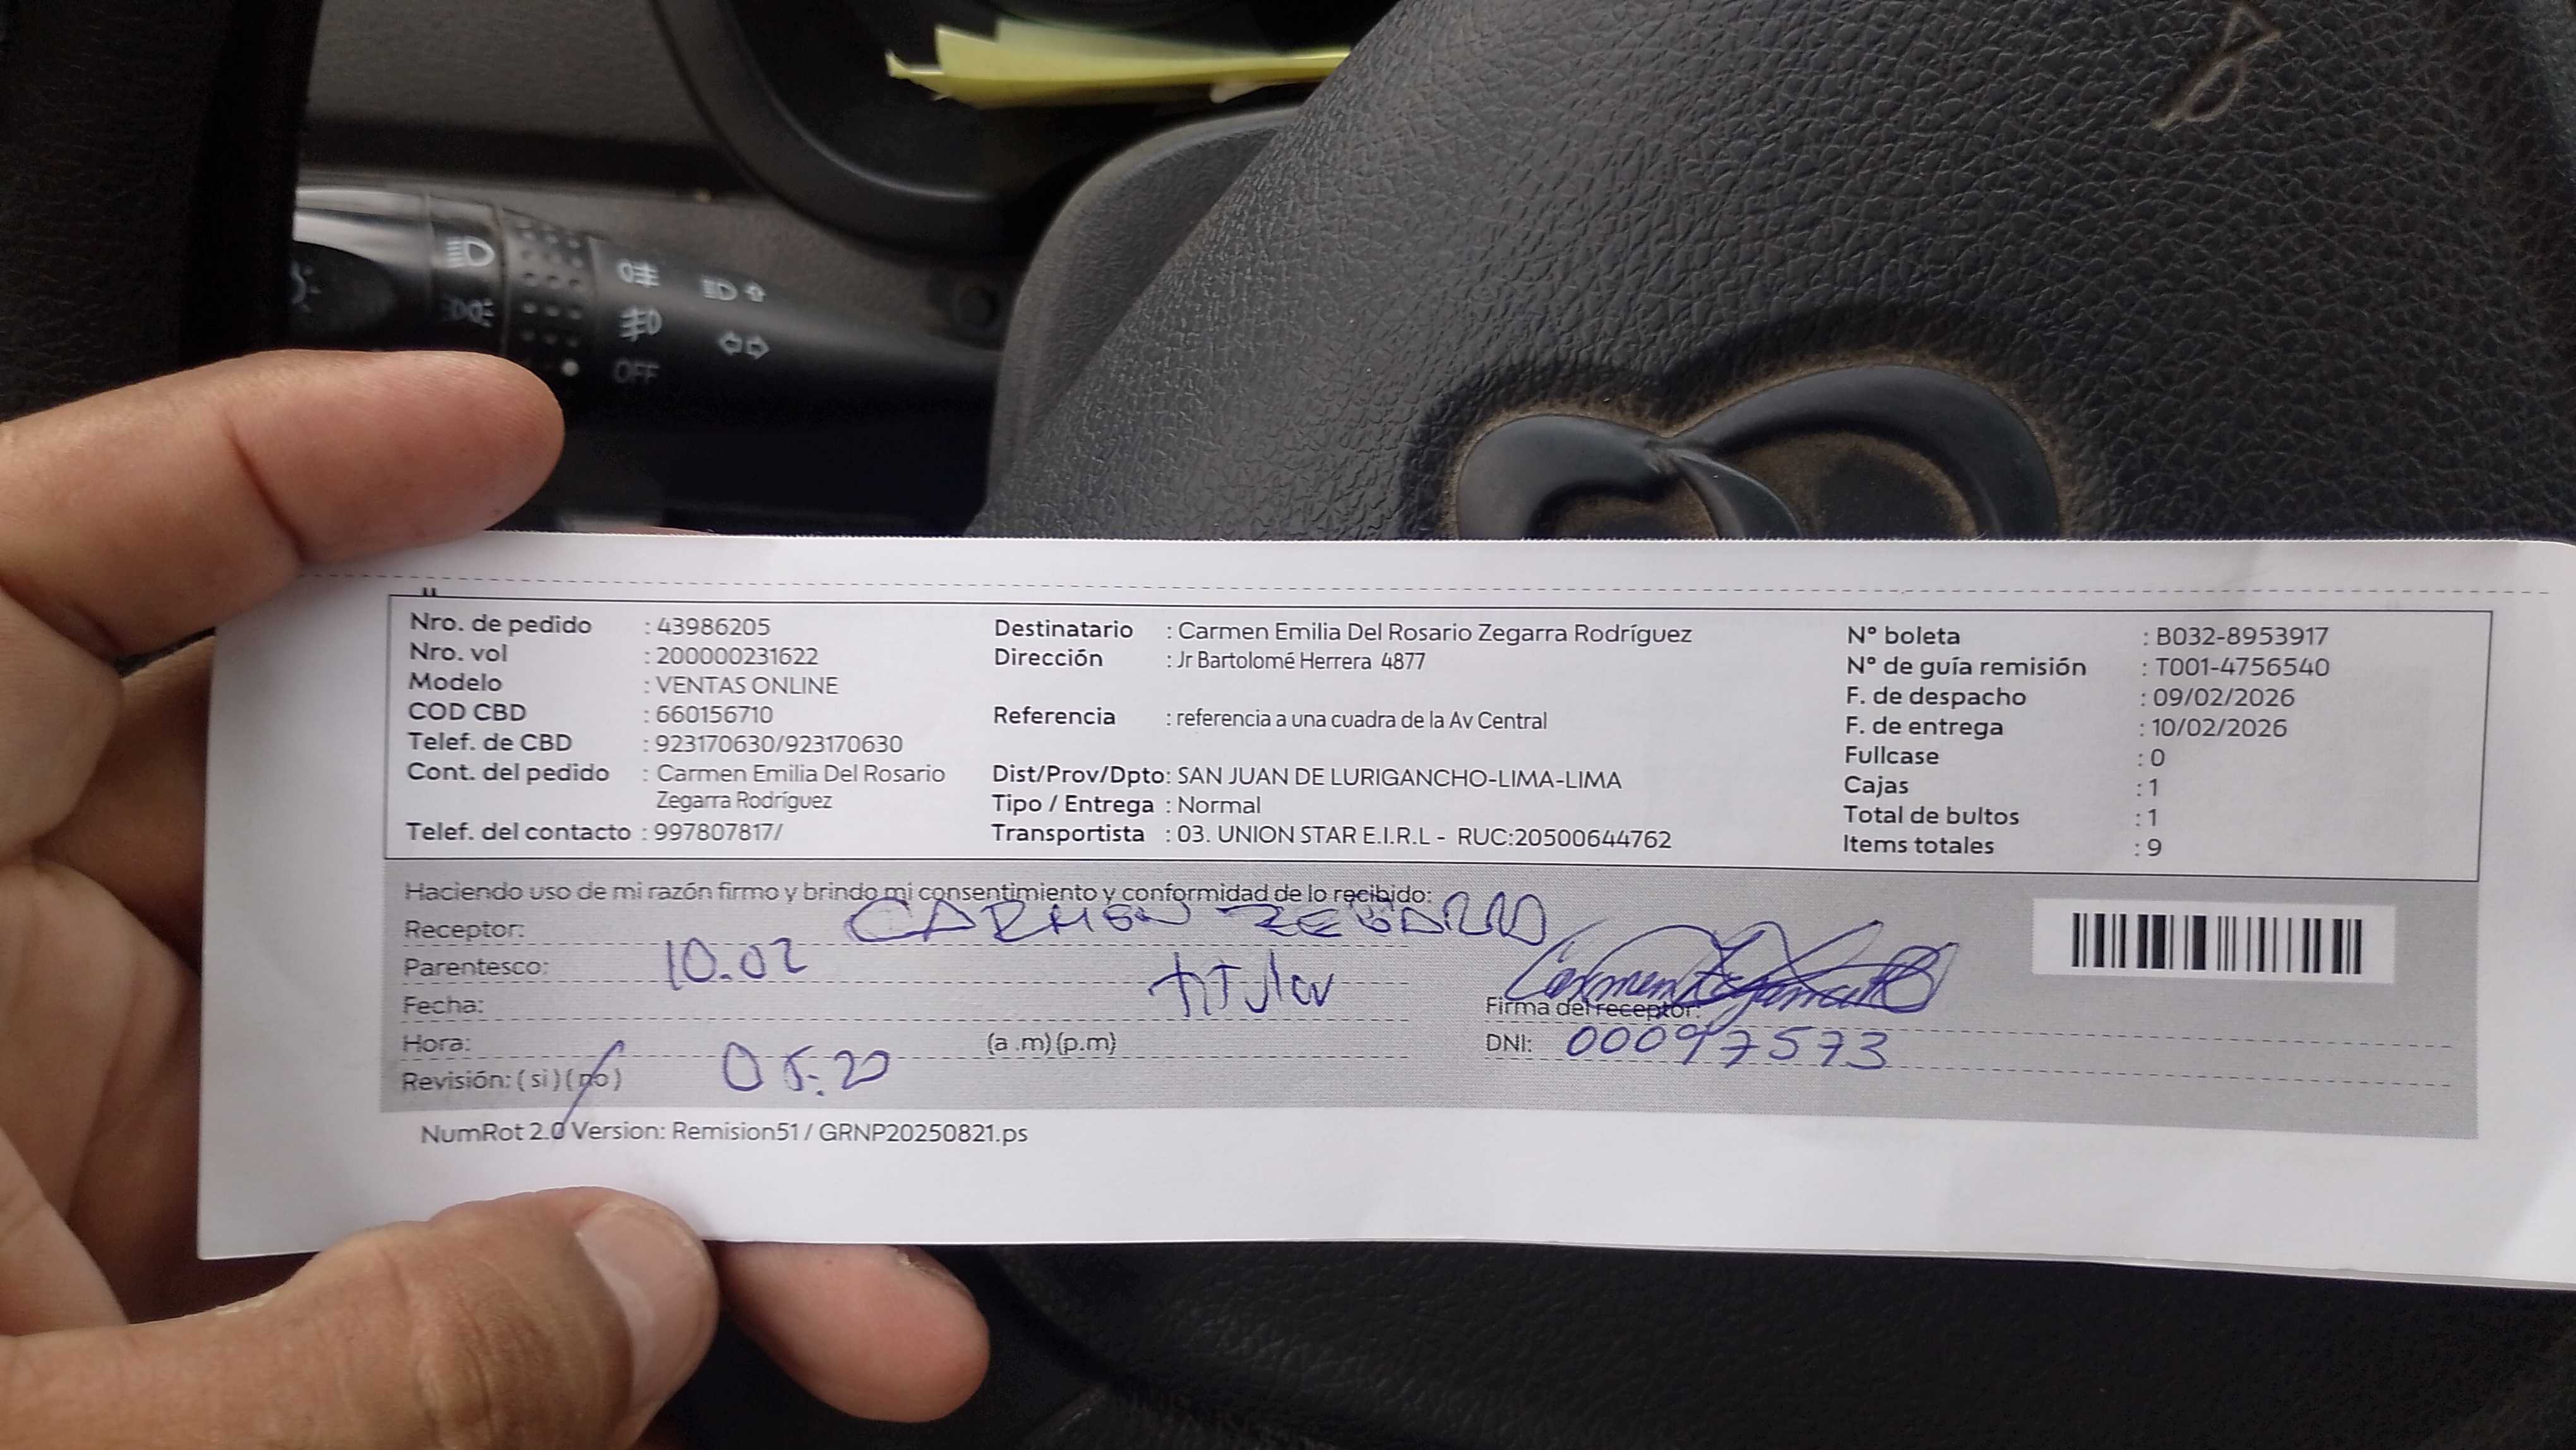 OFF
Nro. de pedido : 43986205
Nro. vol : 200000231622
Modelo : VENTAS ONLINE
COD CBD : 660156710
Telef. de CBD : 923170630/923170630
Cont. del pedido : Carmen Emilia Del Rosario
Zegarra Rodríguez
Telef. del contacto : 997807817/
Destinatario : Carmen Emilia Del Rosario Zegarra Rodríguez
Dirección : Jr Bartolomé Herrera 4877
Referencia : referencia a una cuadra de la Av Central
Dist/Prov/Dpto: SAN JUAN DE LURIGANCHO-LIMA-LIMA
Tipo / Entrega : Normal
Transportista : 03. UNION STAR E.I.R.L - RUC:20500644762
N° boleta : B032-8953917
N° de guía remisión : T001-4756540
F. de despacho : 09/02/2026
F. de entrega : 10/02/2026
Fullcase : 0
Cajas : 1
Total de bultos : 1
Items totales : 9
Haciendo uso de mi razón firmo y brindo mi consentimiento y conformidad de lo recibido:
Receptor: CARMEN ZEGARRA
Parentesco: 10.02 titular
Fecha:
Hora: (a .m) (p.m)
Revisión: ( si ) ( no ) 05.20
Carmen Zegarra
Firma del receptor:
DNI: 00097573
NumRot 2.0 Version: Remision51 / GRNP20250821.ps